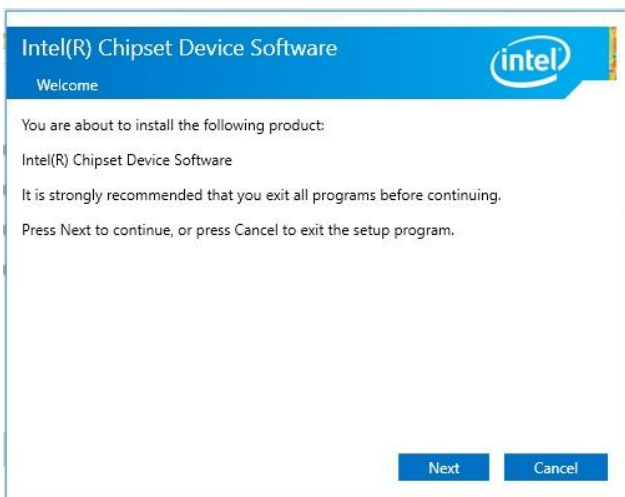 Intel(R) Chipset Device Software
intel
Welcome
You are about to install the following product:
Intel(R) Chipset Device Software
It is strongly recommended that you exit all programs before continuing.
Press Next to continue, or press Cancel to exit the setup program.
Next
Cancel